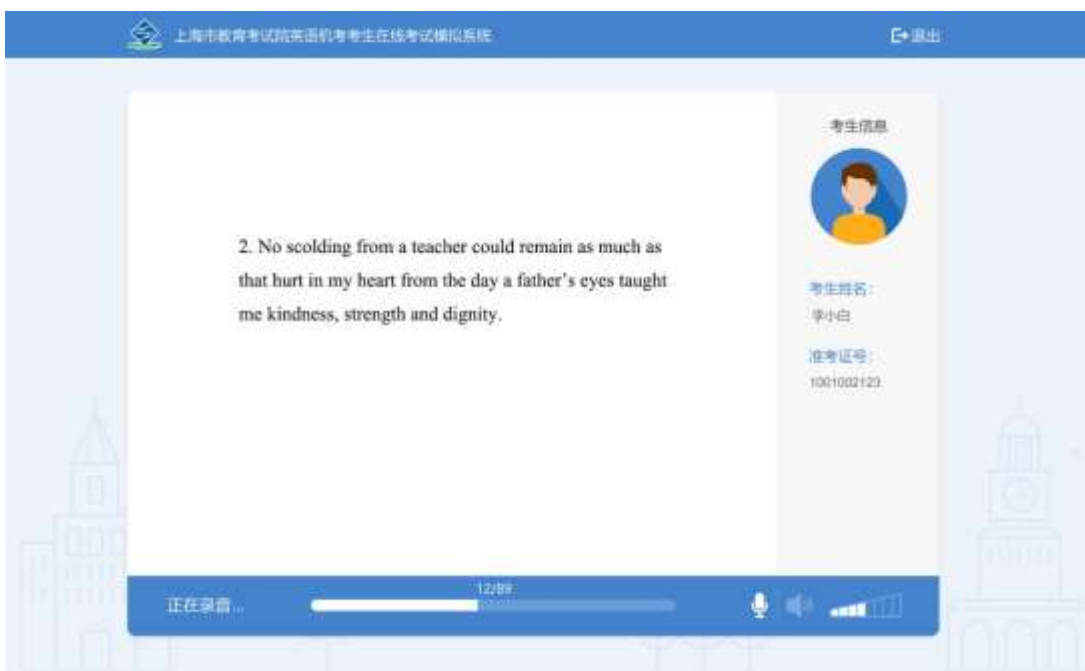 上海市教育考试院英语机考考生在线考试模拟系统
退出
考生信息
2. No scolding from a teacher could remain as much as
that hurt in my heart from the day a father's eyes taught
me kindness, strength and dignity.
考生姓名:
李小白
准考证号:
1001002123
正在录音...
12/89